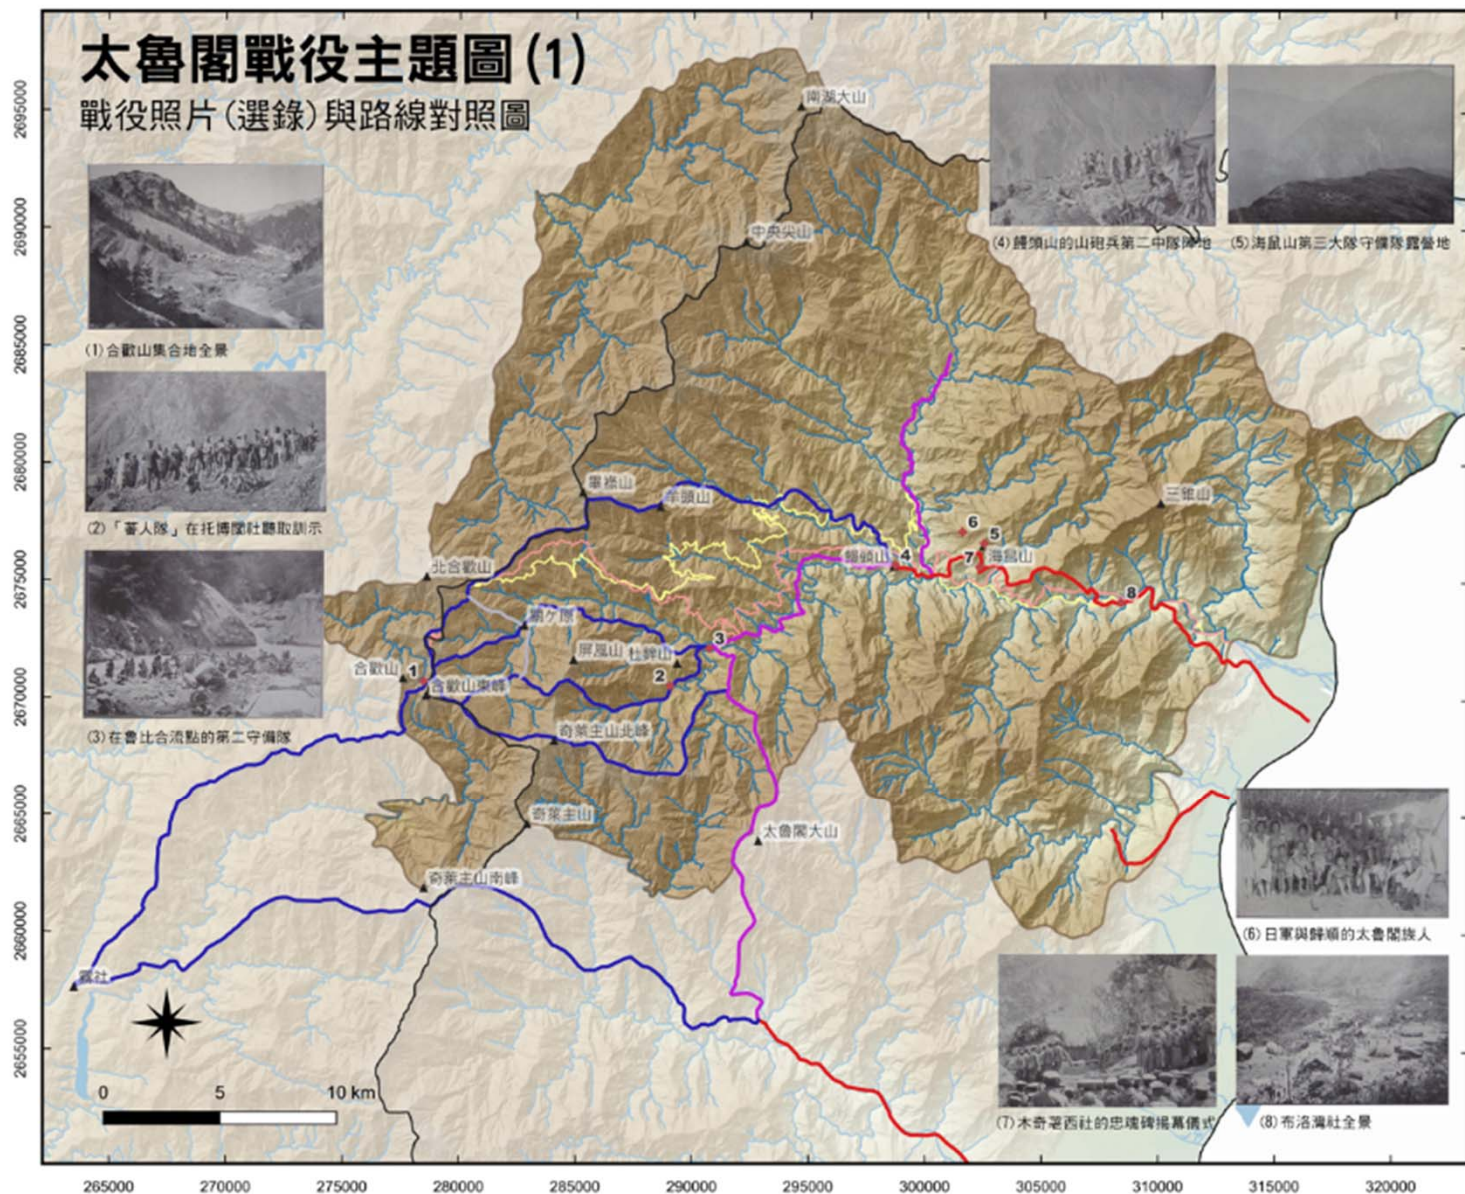 太魯閣戰役主題圖(1)
戰役照片(選錄)與路線對照圖
(1)合歡山集合地全景
(2)「蕃人隊」在托博闊社聽取訓示
(3)在魯比合流點的第二守備隊
(4)饅頭山的山砲兵第二中隊陣地
(5)海鼠山第三大隊守備隊露營地
(6)日軍與歸順的太魯閣族人
(7)木奇荖西社的忠魂碑揭幕儀式
(8)布洛灣社全景
南湖大山
中央尖山
畢祿山
羊頭山
三錐山
北合歡山
饅頭山
4
6
5
7
海鼠山
8
關ケ原
屏風山
杜鉾山
3
2
合歡山
1
合歡山東峰
奇萊主山北峰
奇萊主山
太魯閣大山
奇萊主山南峰
霧社
0 5 10 km
2695000
2690000
2685000
2680000
2675000
2670000
2665000
2660000
2655000
265000 270000 275000 280000 285000 290000 295000 300000 305000 310000 315000 320000